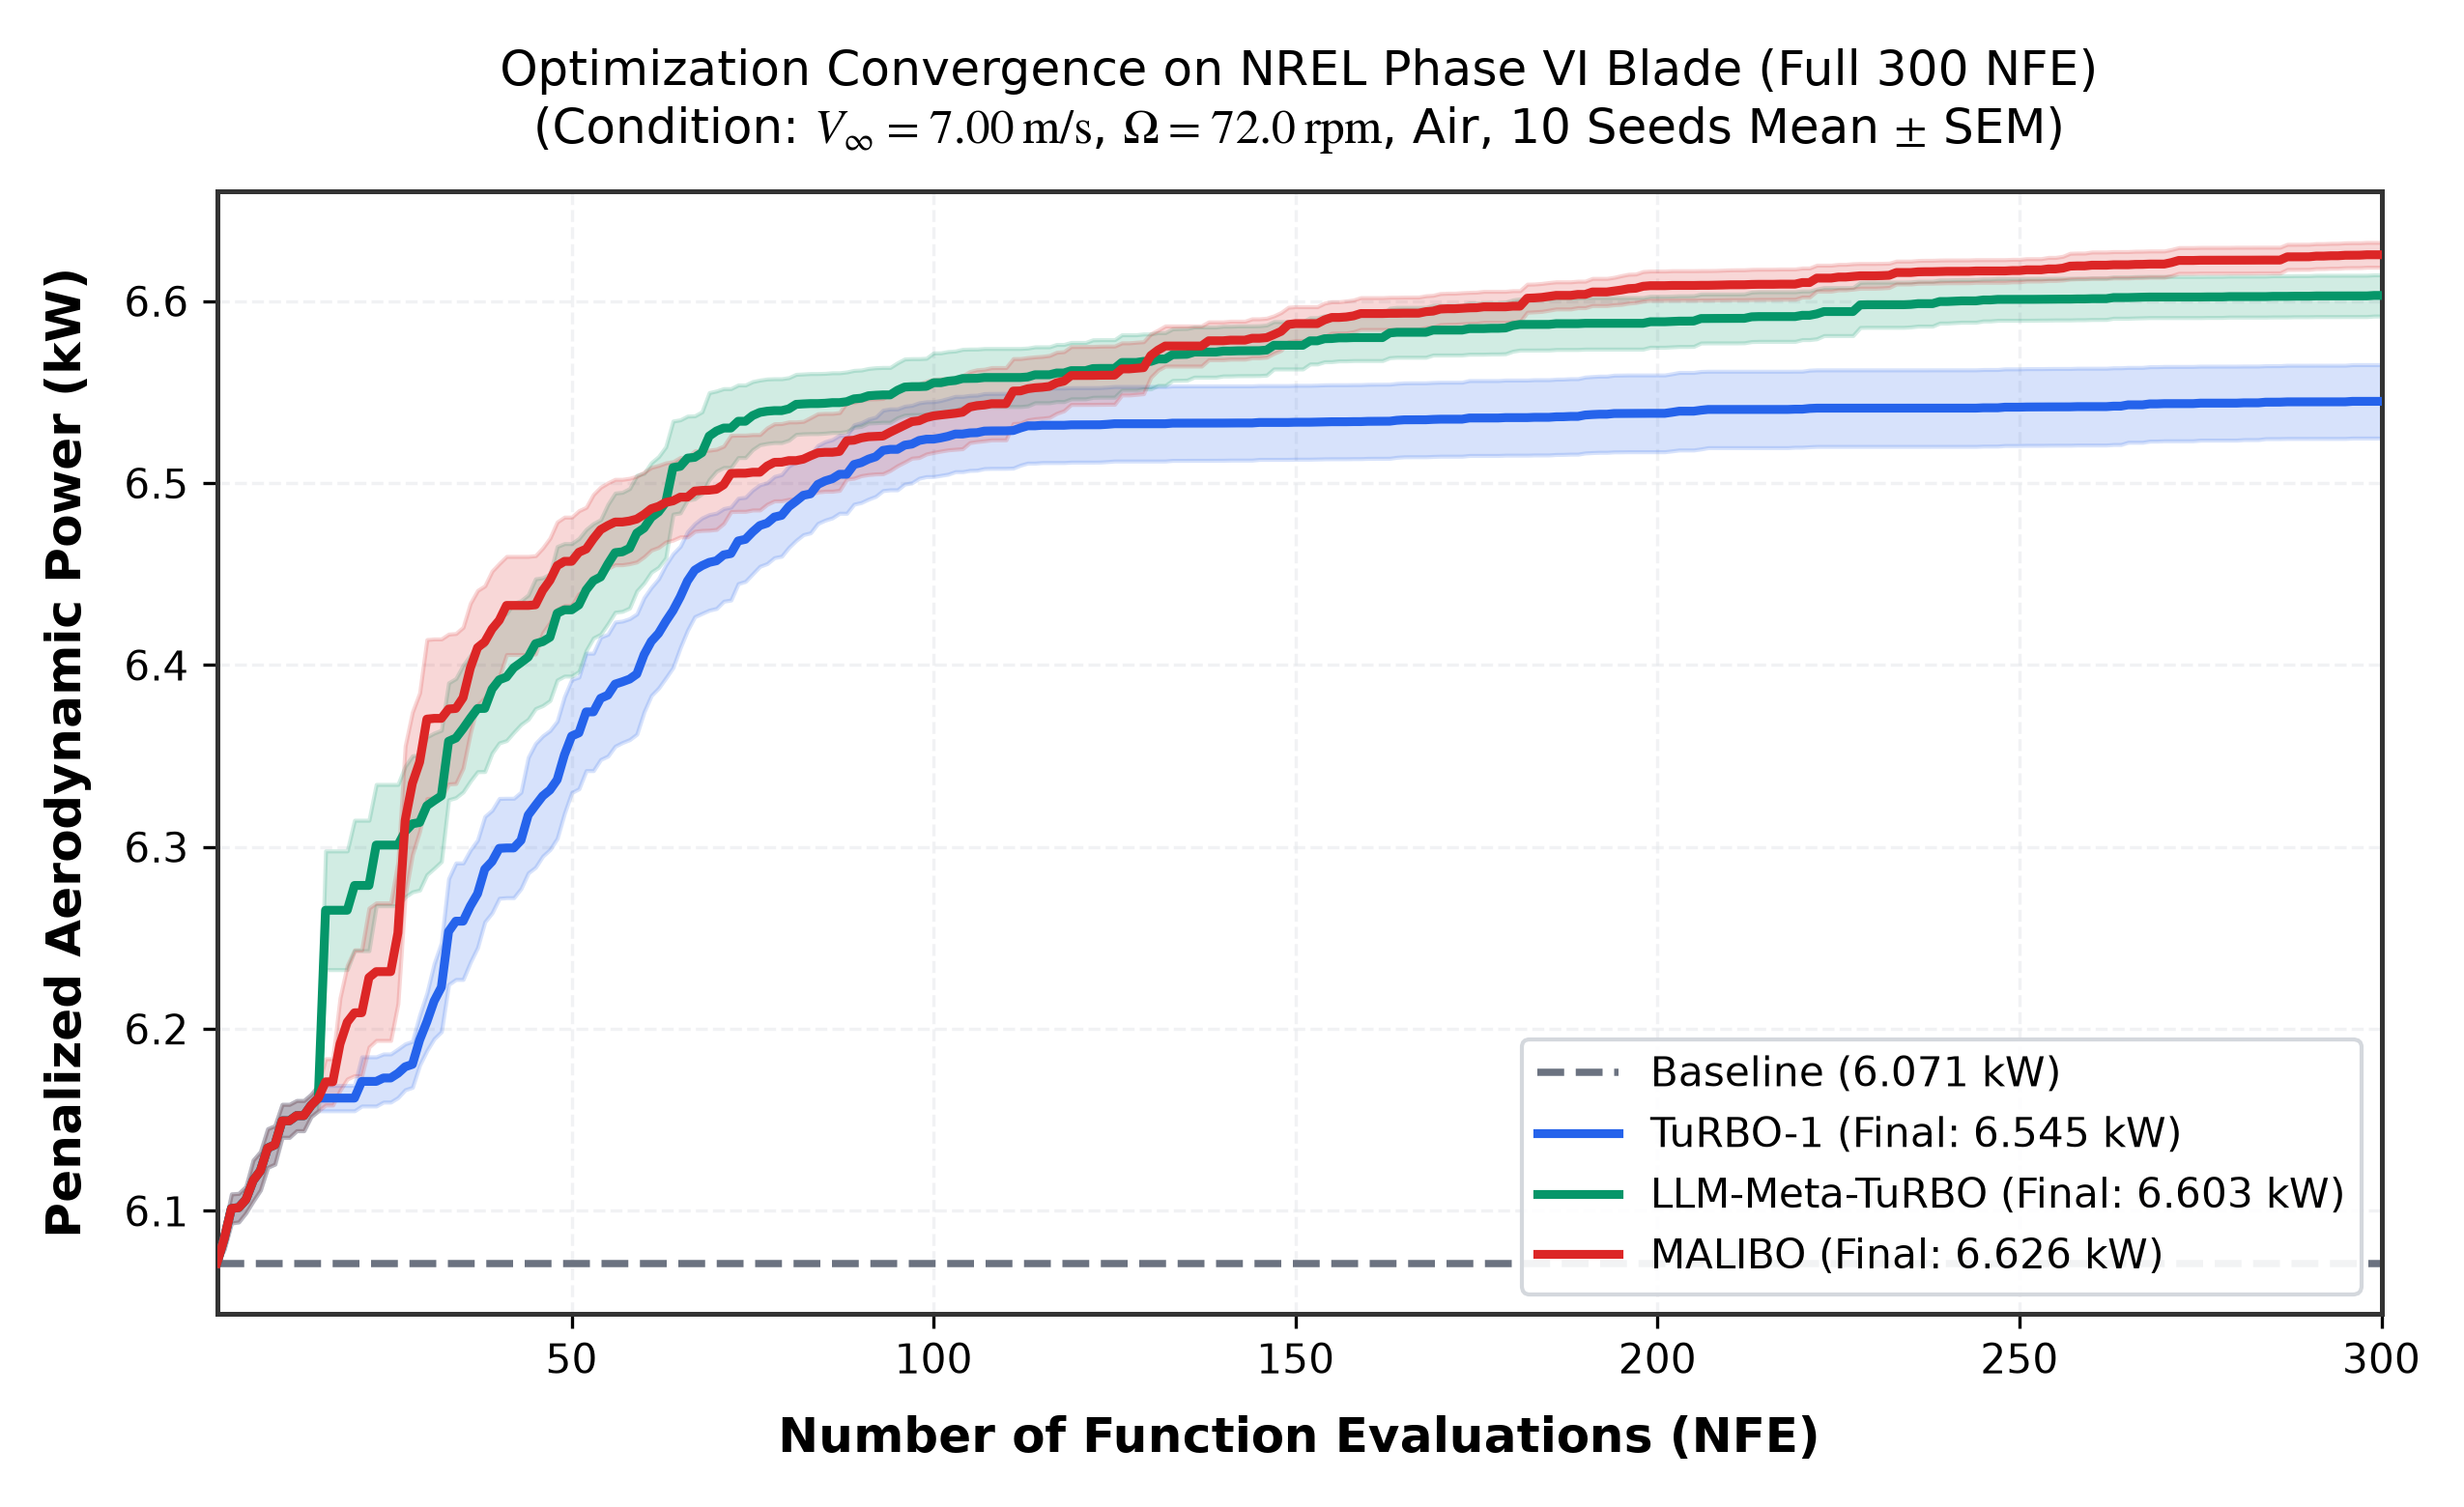 Optimization Convergence on NREL Phase VI Blade (Full 300 NFE)
(Condition: V∞ = 7.00 m/s, Ω = 72.0 rpm, Air, 10 Seeds Mean ± SEM)
Penalized Aerodynamic Power (kW)
6.6
6.5
6.4
6.3
6.2
6.1
Baseline (6.071 kW)
TuRBO-1 (Final: 6.545 kW)
LLM-Meta-TuRBO (Final: 6.603 kW)
MALIBO (Final: 6.626 kW)
50 100 150 200 250 300
Number of Function Evaluations (NFE)